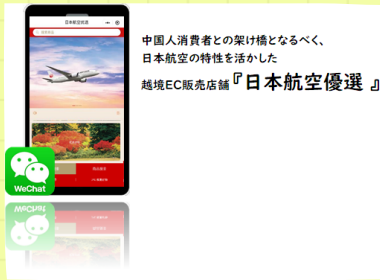 日本航空优选
中国人消費者との架け橋となるべく、
日本航空の特性を活かした
越境EC販売店舗『日本航空優選 』
WeChat